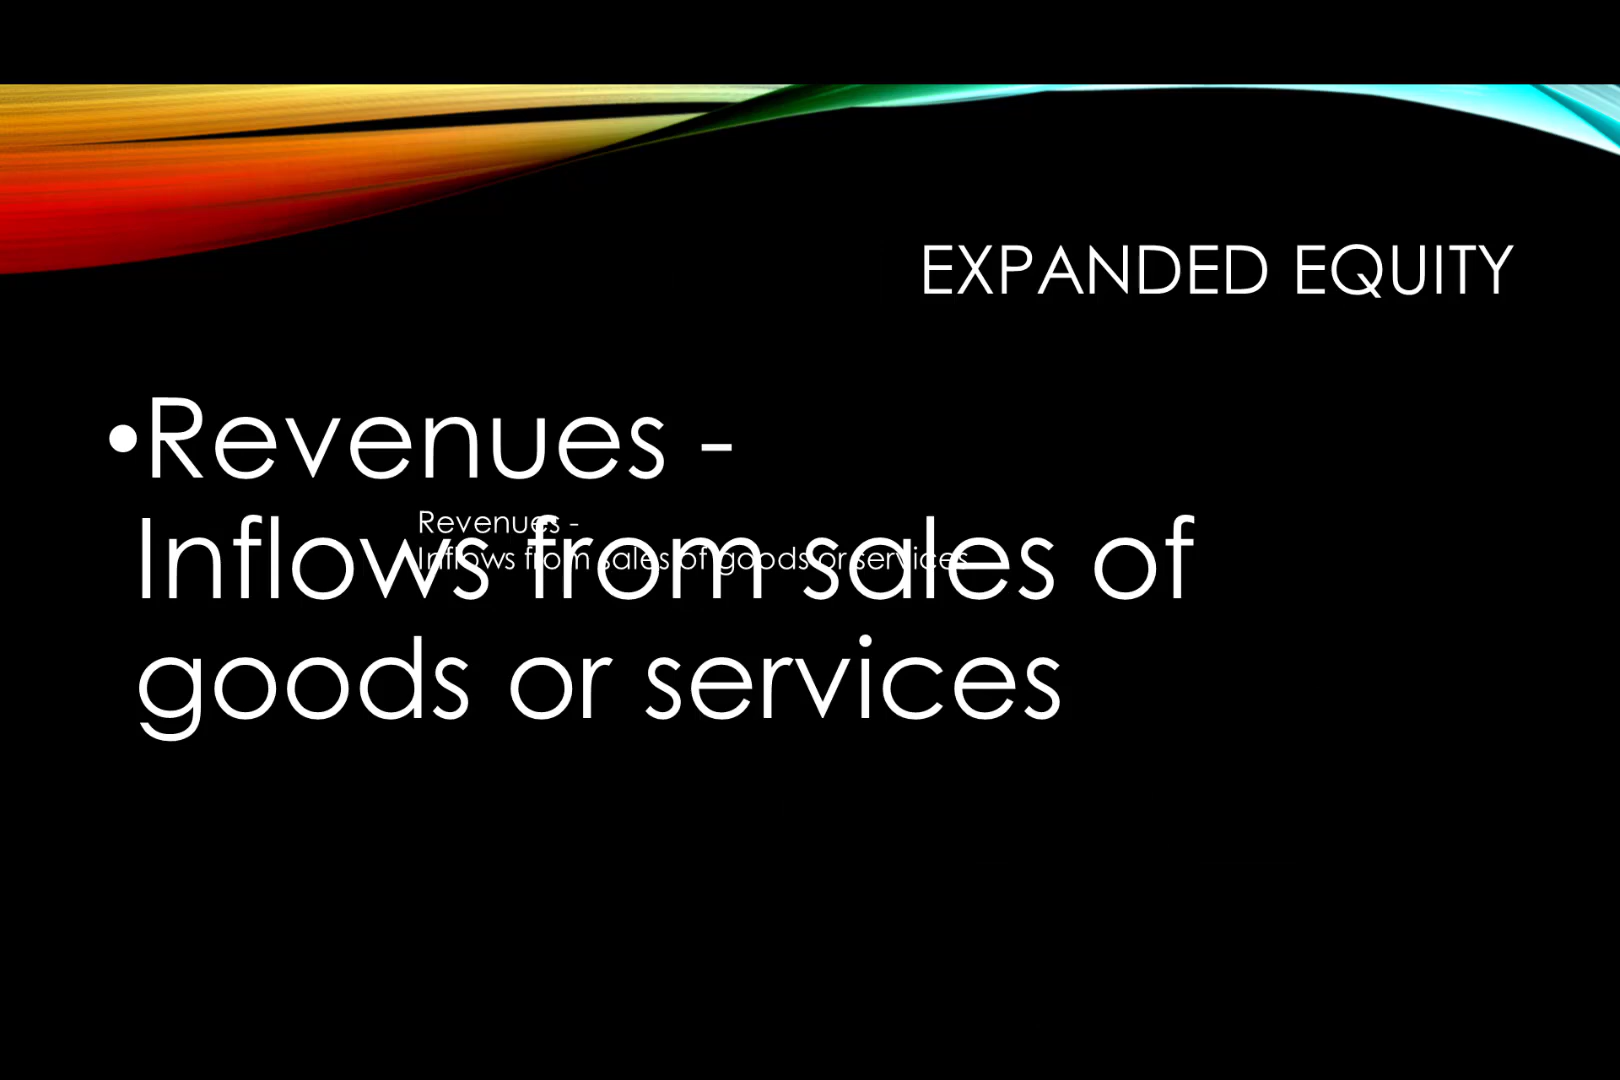 EXPANDED EQUITY
•Revenues -
Inflows from sales of
goods or services
Revenues -
Inflows from sales of goods or services